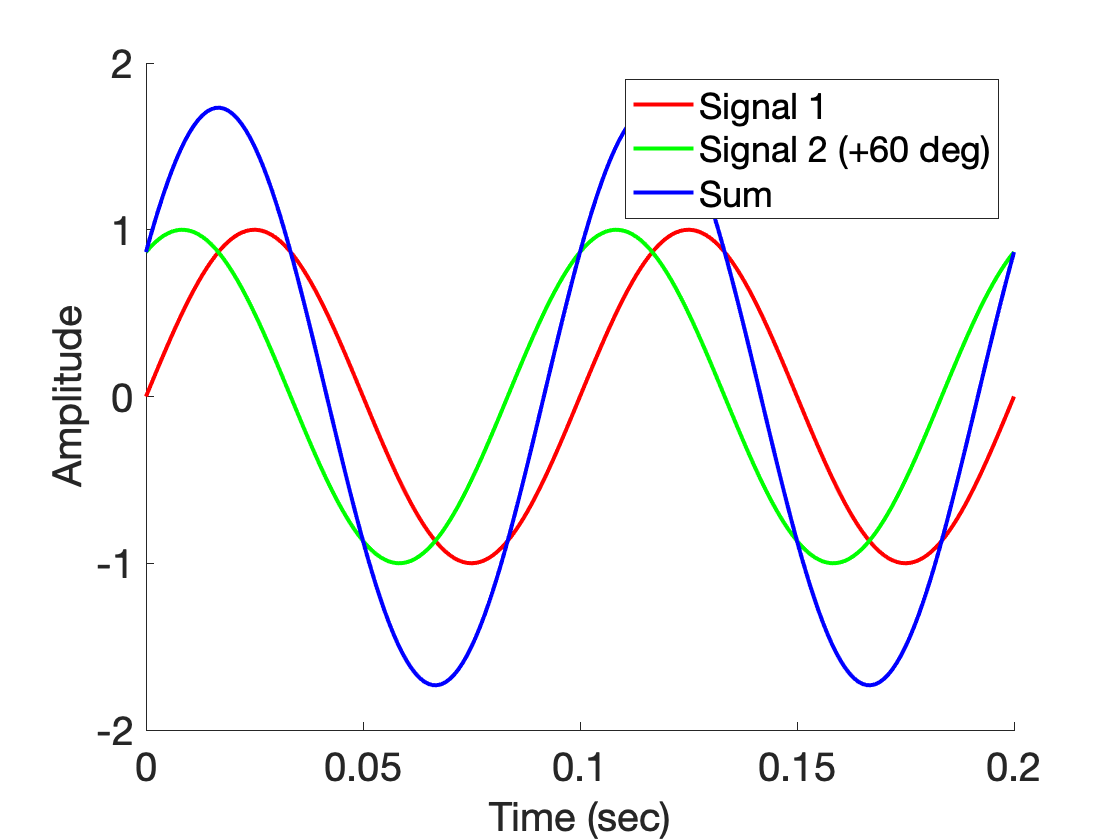 2
1
0
-1
-2
Amplitude
Signal 1
Signal 2 (+60 deg)
Sum
0 0.05 0.1 0.15 0.2
Time (sec)